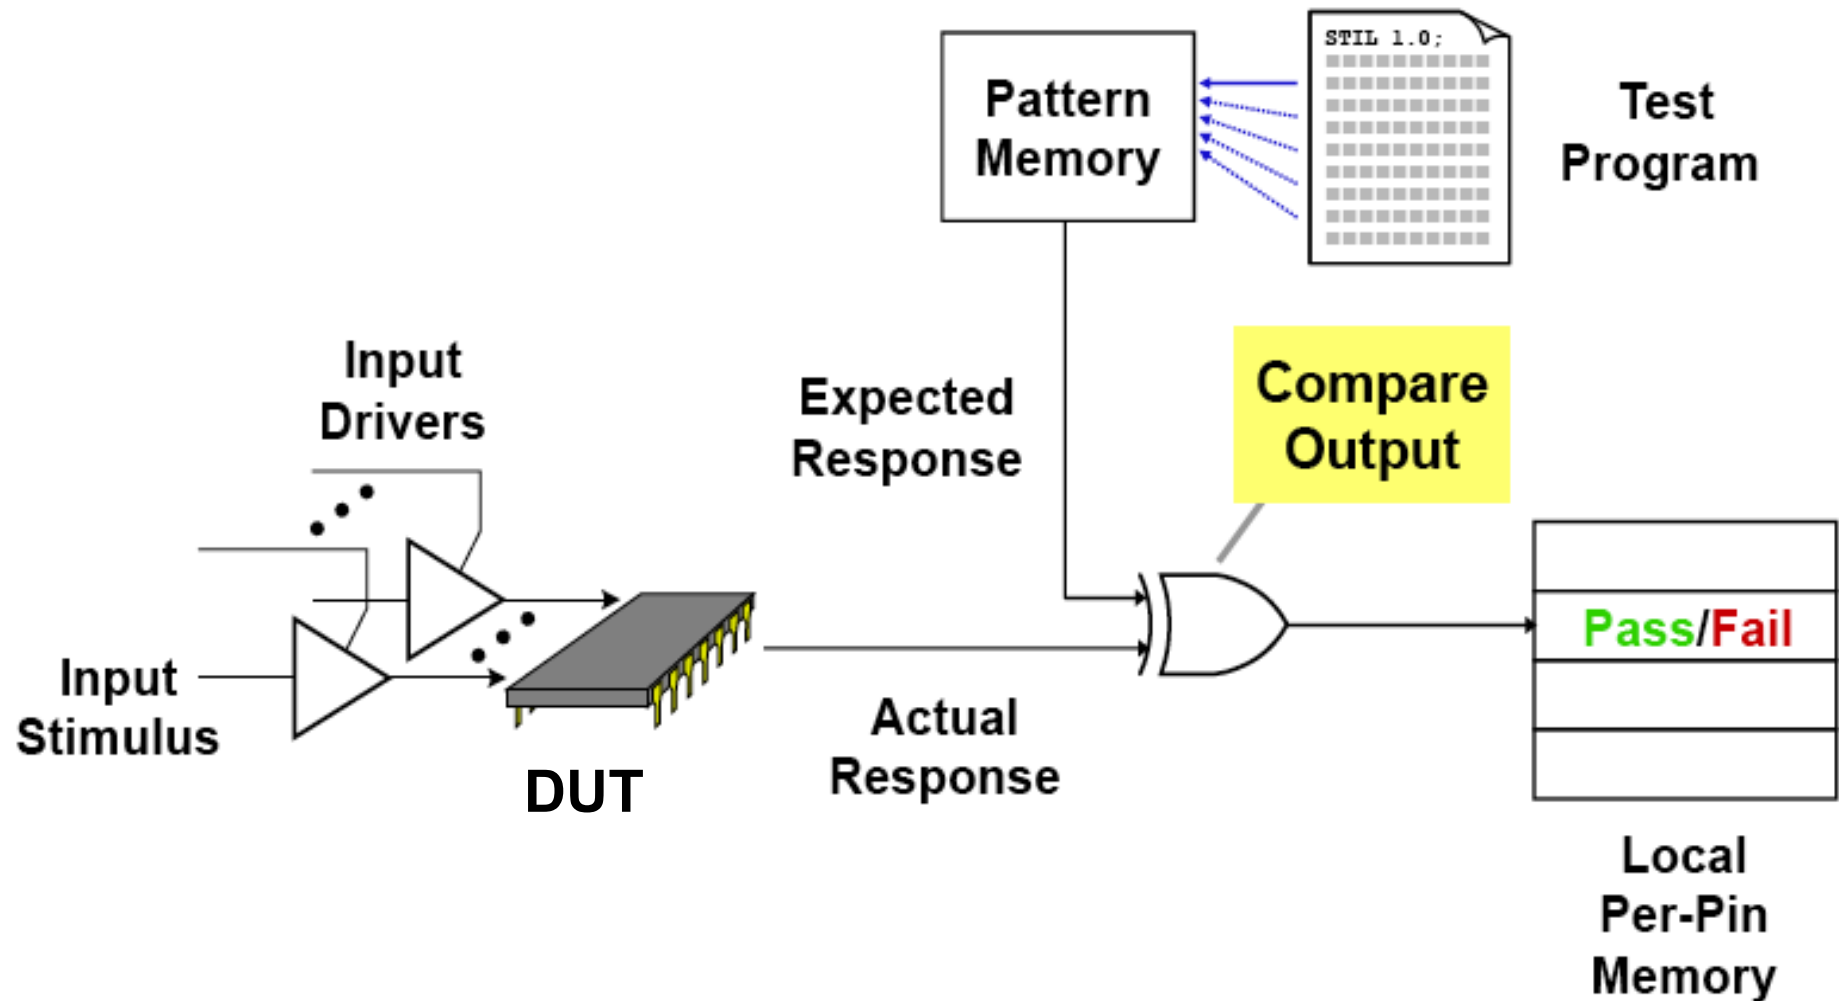 STIL 1.0;
Pattern
Memory
Test
Program
Input
Drivers
Expected
Response
Compare
Output
Pass/Fail
Input
Stimulus
DUT
Actual
Response
Local
Per-Pin
Memory